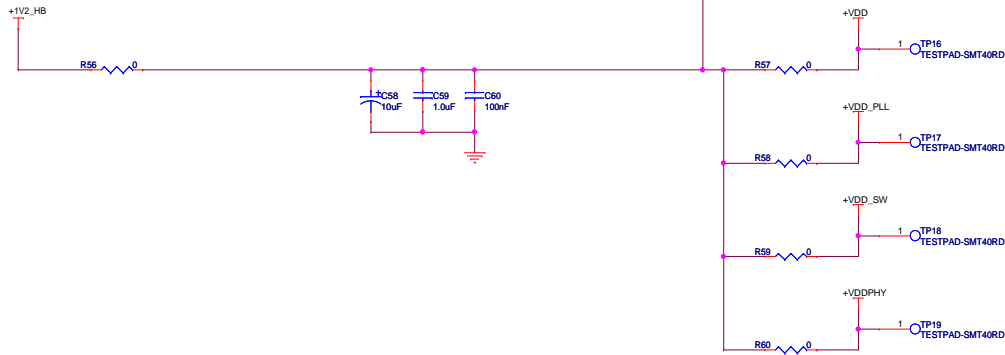 +1V2_HB
+VDD
1
TP16
TESTPAD-SMT40RD
R56
0
R57
0
C58
10uF
C59
1.0uF
C60
100nF
+
+VDD_PLL
1
TP17
TESTPAD-SMT40RD
R58
0
+VDD_SW
1
TP18
TESTPAD-SMT40RD
R59
0
+VDDPHY
1
TP19
TESTPAD-SMT40RD
R60
0